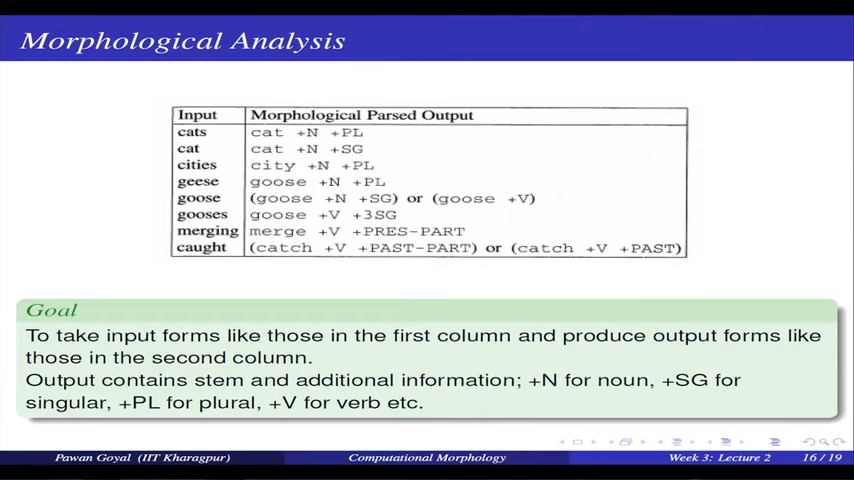 Morphological Analysis
Input Morphological Parsed Output
cats cat +N +PL
cat cat +N +SG
cities city +N +PL
geese goose +N +PL
goose (goose +N +SG) or (goose +V)
gooses goose +V +3SG
merging merge +V +PRES-PART
caught (catch +V +PAST-PART) or (catch +V +PAST)
Goal
To take input forms like those in the first column and produce output forms like
those in the second column.
Output contains stem and additional information; +N for noun, +SG for
singular, +PL for plural, +V for verb etc.
Pawan Goyal (IIT Kharagpur) Computational Morphology Week 3: Lecture 2 16 / 19